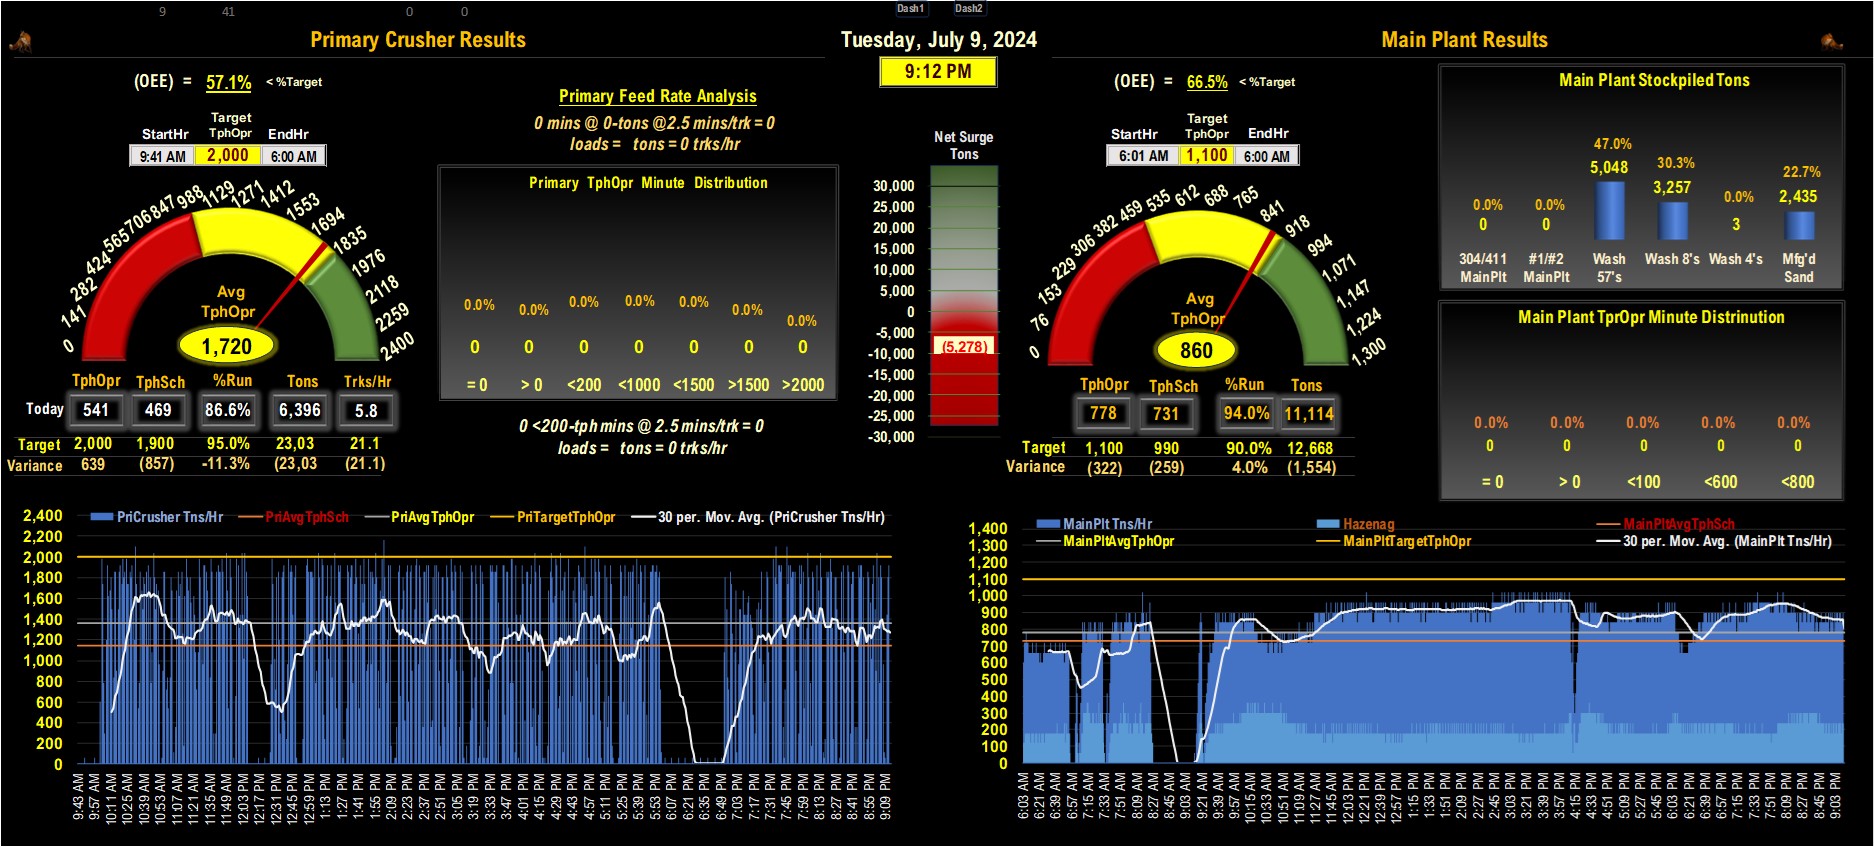 9 41 0 0 Dash1 Dash2
Primary Crusher Results
Tuesday, July 9, 2024
Main Plant Results
9:12 PM
(OEE) = 57.1% < %Target
Target
StartHr TphOpr EndHr
9:41 AM 2,000 6:00 AM
0 141 282 424 565 706 847 988 1129 1271 1412 1553 1694 1835 1976 2118 2259 2400
Avg
TphOpr
1,720
TphOpr TphSch %Run Tons Trks/Hr
Today 541 469 86.6% 6,396 5.8
Target 2,000 1,900 95.0% 23,03 21.1
Variance 639 (857) -11.3% (23,03 (21.1)
Primary Feed Rate Analysis
0 mins @ 0-tons @2.5 mins/trk = 0
loads = tons = 0 trks/hr
Primary TphOpr Minute Distribution
0.0% 0.0% 0.0% 0.0% 0.0% 0.0% 0.0%
0 0 0 0 0 0 0
= 0 > 0 <200 <1000 <1500 >1500 >2000
0 <200-tph mins @ 2.5 mins/trk = 0
loads = tons = 0 trks/hr
Net Surge
Tons
30,000
25,000
20,000
15,000
10,000
5,000
0
-5,000
(5,278)
-10,000
-15,000
-20,000
-25,000
-30,000
(OEE) = 66.5% < %Target
Target
StartHr TphOpr EndHr
6:01 AM 1,100 6:00 AM
0 76 153 229 306 382 459 535 612 688 765 841 918 994 1,071 1,147 1,224 1,300
Avg
TphOpr
860
TphOpr TphSch %Run Tons
778 731 94.0% 11,114
Target 1,100 990 90.0% 12,668
Variance (322) (259) 4.0% (1,554)
Main Plant Stockpiled Tons
0.0% 0.0% 47.0% 30.3% 0.0% 22.7%
0 0 5,048 3,257 3 2,435
304/411 #1/#2 Wash Wash 8's Wash 4's Mfg'd
MainPlt MainPlt 57's Sand
Main Plant TprOpr Minute Distrinution
0.0% 0.0% 0.0% 0.0% 0.0%
0 0 0 0 0
= 0 > 0 <100 <600 <800
PriCrusher Tns/Hr PriAvgTphSch PriAvgTphOpr PriTargetTphOpr 30 per. Mov. Avg. (PriCrusher Tns/Hr)
2,400
2,200
2,000
1,800
1,600
1,400
1,200
1,000
800
600
400
200
0
9:43 AM 9:57 AM 10:11 AM 10:25 AM 10:39 AM 10:53 AM 11:07 AM 11:21 AM 11:35 AM 11:49 AM 12:03 PM 12:17 PM 12:31 PM 12:45 PM 12:59 PM 1:13 PM 1:27 PM 1:41 PM 1:55 PM 2:09 PM 2:23 PM 2:37 PM 2:51 PM 3:05 PM 3:19 PM 3:33 PM 3:47 PM 4:01 PM 4:15 PM 4:29 PM 4:43 PM 4:57 PM 5:11 PM 5:25 PM 5:39 PM 5:53 PM 6:07 PM 6:21 PM 6:35 PM 6:49 PM 7:03 PM 7:17 PM 7:31 PM 7:45 PM 7:59 PM 8:13 PM 8:27 PM 8:41 PM 8:55 PM 9:09 PM
MainPlt Tns/Hr Hazenag MainPltAvgTphSch
MainPltAvgTphOpr MainPltTargetTphOpr 30 per. Mov. Avg. (MainPlt Tns/Hr)
1,400
1,300
1,200
1,100
1,000
900
800
700
600
500
400
300
200
100
0
6:03 AM 6:21 AM 6:39 AM 6:57 AM 7:15 AM 7:33 AM 7:51 AM 8:09 AM 8:27 AM 8:45 AM 9:03 AM 9:21 AM 9:39 AM 9:57 AM 10:15 AM 10:33 AM 10:51 AM 11:09 AM 11:27 AM 11:45 AM 12:03 PM 12:21 PM 12:39 PM 12:57 PM 1:15 PM 1:33 PM 1:51 PM 2:09 PM 2:27 PM 2:45 PM 3:03 PM 3:21 PM 3:39 PM 3:57 PM 4:15 PM 4:33 PM 4:51 PM 5:09 PM 5:27 PM 5:45 PM 6:03 PM 6:21 PM 6:39 PM 6:57 PM 7:15 PM 7:33 PM 7:51 PM 8:09 PM 8:27 PM 8:45 PM 9:03 PM